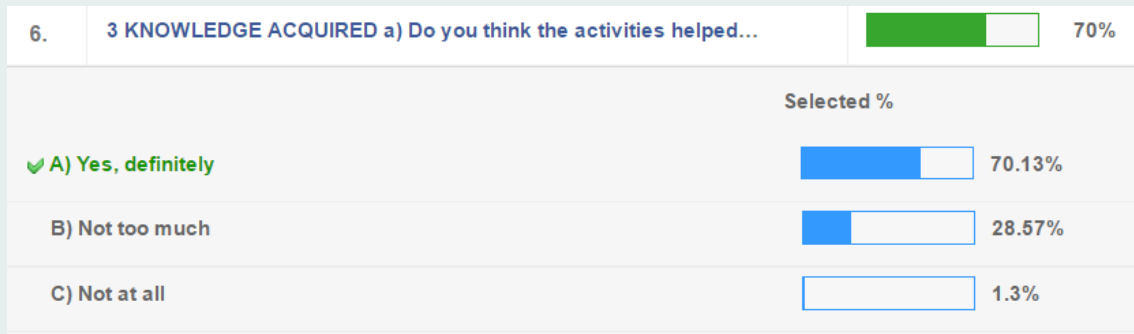 6. 3 KNOWLEDGE ACQUIRED a) Do you think the activities helped... 70%
Selected %
A) Yes, definitely 70.13%
B) Not too much 28.57%
C) Not at all 1.3%